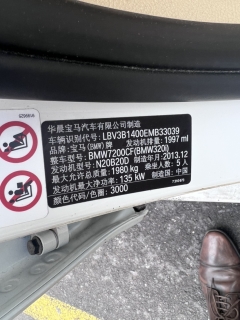 华晨宝马汽车有限公司制造
车辆识别代号: LBV3B1400EMB33039
品牌: 宝马(BMW)牌 发动机排量: 1997 ml
整车型号: BMW7200CF(BMW320i)
发动机型号: N20B20D 制造年月: 2013.12
最大允许总质量: 1980 kg 乘坐人数: 5 人
发动机最大净功率: 135 kW 制造国: 中国
颜色代码/色圈: 3000